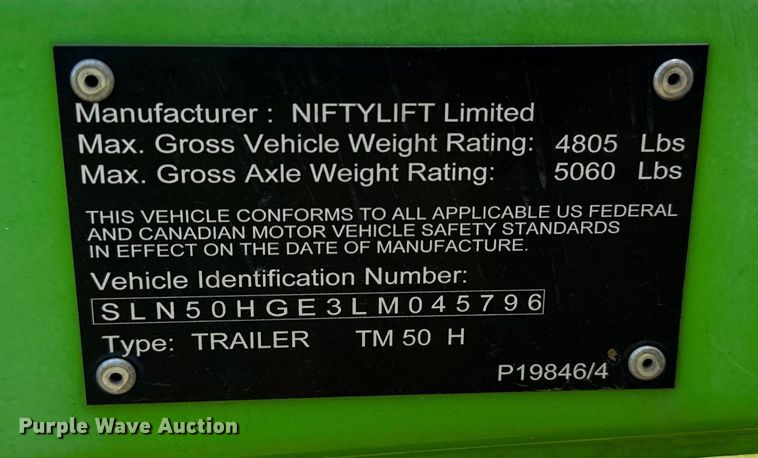 Manufacturer : NIFTYLIFT Limited
Max. Gross Vehicle Weight Rating: 4805 Lbs
Max. Gross Axle Weight Rating: 5060 Lbs
THIS VEHICLE CONFORMS TO ALL APPLICABLE US FEDERAL
AND CANADIAN MOTOR VEHICLE SAFETY STANDARDS
IN EFFECT ON THE DATE OF MANUFACTURE.
Vehicle Identification Number:
SLN50HGE3LM045796
Type: TRAILER TM 50 H
P19846/4
Purple Wave Auction